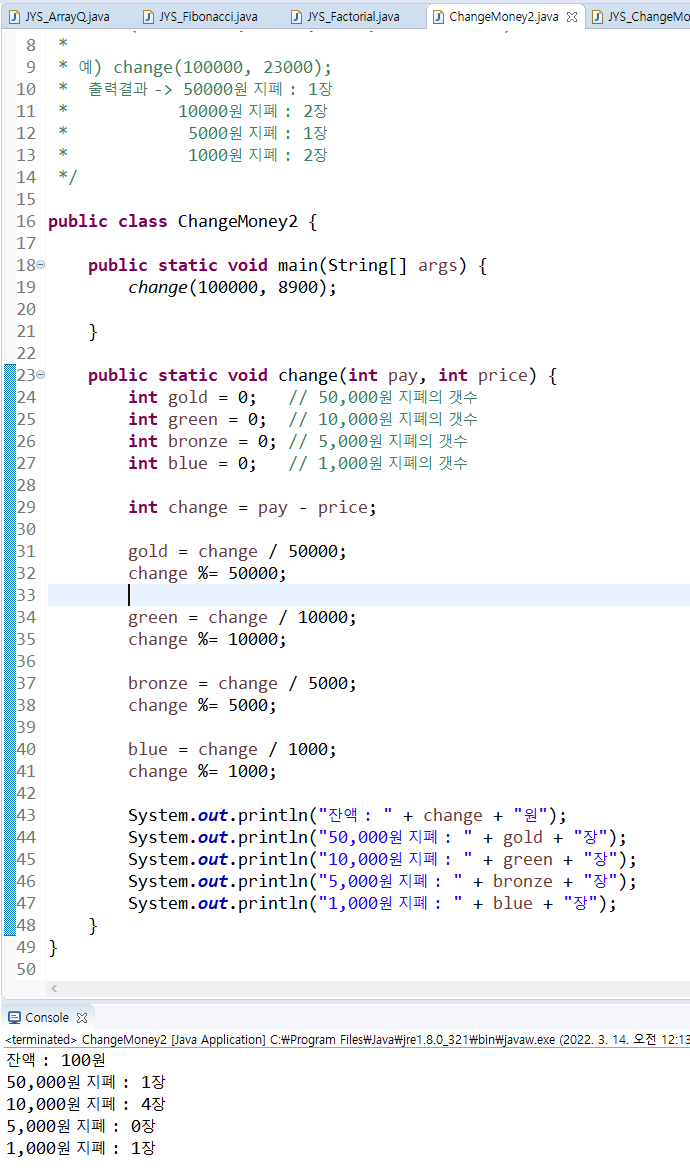 JYS_ArrayQ.java JYS_Fibonacci.java JYS_Factorial.java ChangeMoney2.java JYS_ChangeMo
8 *
9 * 예) change(100000, 23000);
10 * 출력결과 -> 50000원 지폐 : 1장
11 * 10000원 지폐 : 2장
12 * 5000원 지폐 : 1장
13 * 1000원 지폐 : 2장
14 */
15
16 public class ChangeMoney2 {
17
18 public static void main(String[] args) {
19 change(100000, 8900);
20
21 }
22
23 public static void change(int pay, int price) {
24 int gold = 0; // 50,000원 지폐의 갯수
25 int green = 0; // 10,000원 지폐의 갯수
26 int bronze = 0; // 5,000원 지폐의 갯수
27 int blue = 0; // 1,000원 지폐의 갯수
28
29 int change = pay - price;
30
31 gold = change / 50000;
32 change %= 50000;
33
34 green = change / 10000;
35 change %= 10000;
36
37 bronze = change / 5000;
38 change %= 5000;
39
40 blue = change / 1000;
41 change %= 1000;
42
43 System.out.println("잔액 : " + change + "원");
44 System.out.println("50,000원 지폐 : " + gold + "장");
45 System.out.println("10,000원 지폐 : " + green + "장");
46 System.out.println("5,000원 지폐 : " + bronze + "장");
47 System.out.println("1,000원 지폐 : " + blue + "장");
48 }
49 }
50
Console
<terminated> ChangeMoney2 [Java Application] C:₩Program Files₩Java₩jre1.8.0_321₩bin₩javaw.exe (2022. 3. 14. 오전 12:13
잔액 : 100원
50,000원 지폐 : 1장
10,000원 지폐 : 4장
5,000원 지폐 : 0장
1,000원 지폐 : 1장